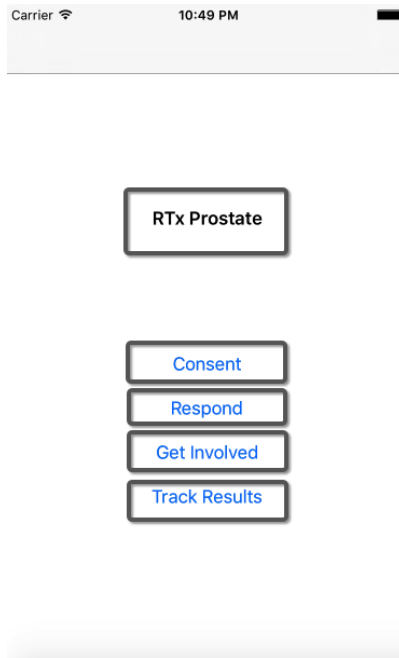 Carrier 10:49 PM
RTx Prostate
Consent
Respond
Get Involved
Track Results